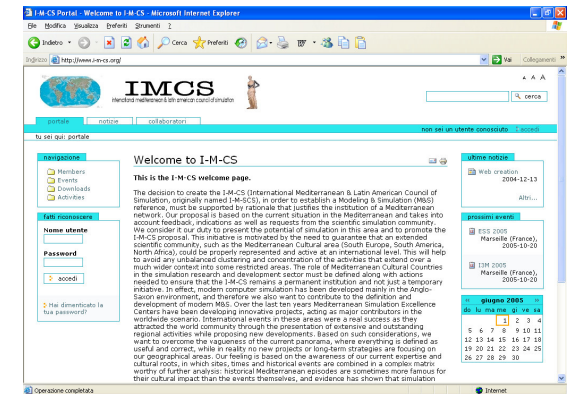 I-M-CS Portal - Welcome to I-M-CS - Microsoft Internet Explorer
File Modifica Visualizza Preferiti Strumenti ?
Indietro Cerca Preferiti
Indirizzo http://www.i-m-cs.org/ Vai Collegamenti »
IMCS
international mediterranean & latin american council of simulation
A A A
cerca
portale notizie collaboratori
non sei un utente conosciuto accedi
tu sei qui: portale
navigazione
Members
Events
Downloads
Activities
fatti riconoscere
Nome utente
Password
accedi
Hai dimenticato la
tua password?
Welcome to I-M-CS
This is the I-M-CS welcome page.
The decision to create the I-M-CS (International Mediterranean & Latin American Council of
Simulation, originally named I-M-SCS), in order to establish a Modeling & Simulation (M&S)
reference, must be supported by rationale that justifies the institution of a Mediterranean
network. Our proposal is based on the current situation in the Mediterranean and takes into
account feedback, indications as well as requests from the scientific simulation community.
We consider it our duty to present the potential of simulation in this area and to promote the
I-M-CS proposal. This initiative is motivated by the need to guarantee that an extended
scientific community, such as the Mediterranean Cultural area (South Europe, South America,
North Africa), could be properly represented and active at an international level. This will help
to avoid any unbalanced clustering and concentration of the activities that extend over a
much wider context into some restricted areas. The role of Mediterranean Cultural Countries
in the simulation research and development sector must be defined along with actions
needed to ensure that the I-M-CS remains a permanent institution and not just a temporary
initiative. In effect, modern computer simulation has been developed mainly in the Anglo-
Saxon environment, and therefore we also want to contribute to the definition and
development of modern M&S. Over the last ten years Mediterranean Simulation Excellence
Centers have been developing innovative projects, acting as major contributors in the
worldwide scenario. International events in these areas were a real success as they
attracted the world community through the presentation of extensive and outstanding
regional activities while proposing new developments. Based on such considerations, we
want to overcome the vagueness of the current panorama, where everything is defined as
useful and correct, while in reality no new projects or long-term strategies are focusing on
our geographical areas. Our feeling is based on the awareness of our current expertise and
cultural roots, in which sites, times and historical events are combined in a complex matrix
worthy of further analysis: historical Mediterranean episodes are sometimes more famous for
their cultural impact than the events themselves, and evidence has shown that simulation
ultime notizie
Web creation
2004-12-13
Altri...
prossimi eventi
ESS 2005
Marseille
(France),
2005-10-20
I3M 2005
Marseille
(France),
2005-10-20
« giugno 2005 »
do lu ma me gi ve sa
1 2 3 4
5 6 7 8 9 10 11
12 13 14 15 16 17 18
19 20 21 22 23 24 25
26 27 28 29 30
Operazione completata Internet